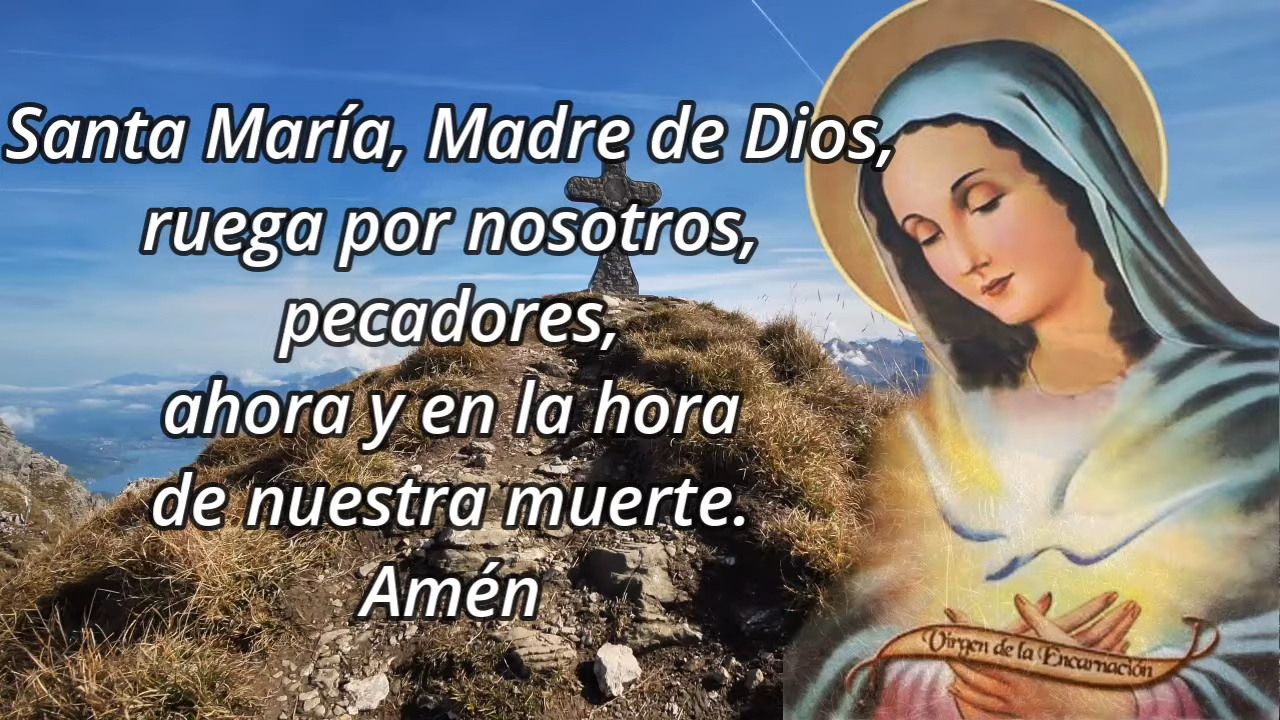 Santa María, Madre de Dios,
ruega por nosotros,
pecadores,
ahora y en la hora
de nuestra muerte.
Amén
Virgen de la Encarnación